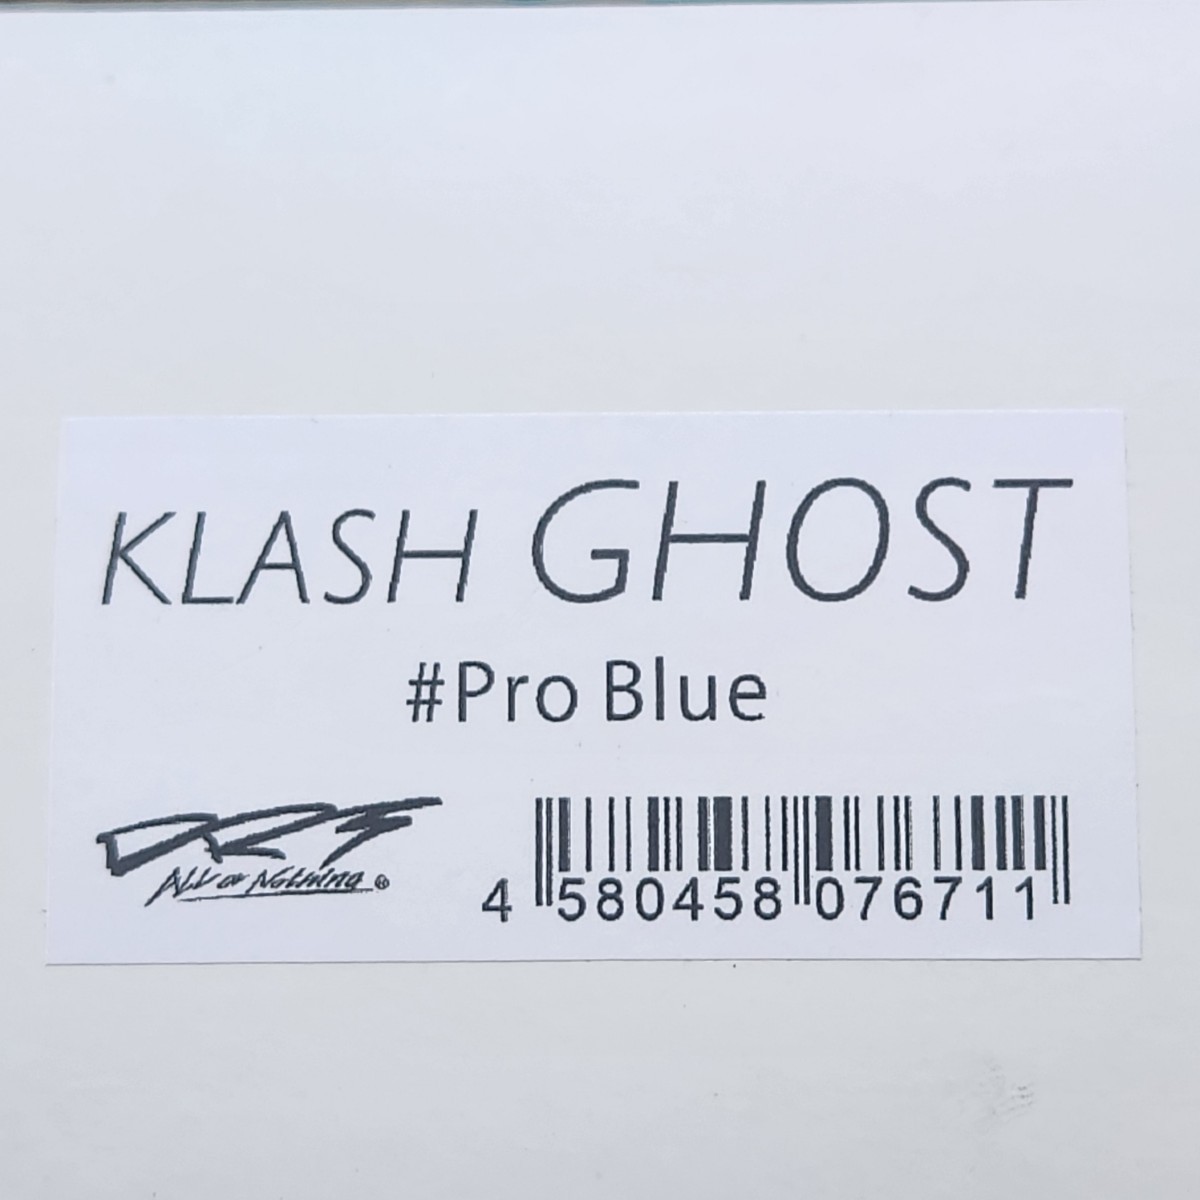 KLASH GHOST
#Pro Blue
DRT
ALL or Nothing ®
4 580458 076711